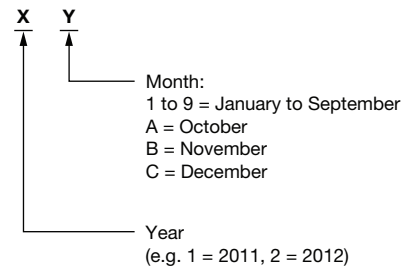 X Y
Month:
1 to 9 = January to September
A = October
B = November
C = December
Year
(e.g. 1 = 2011, 2 = 2012)